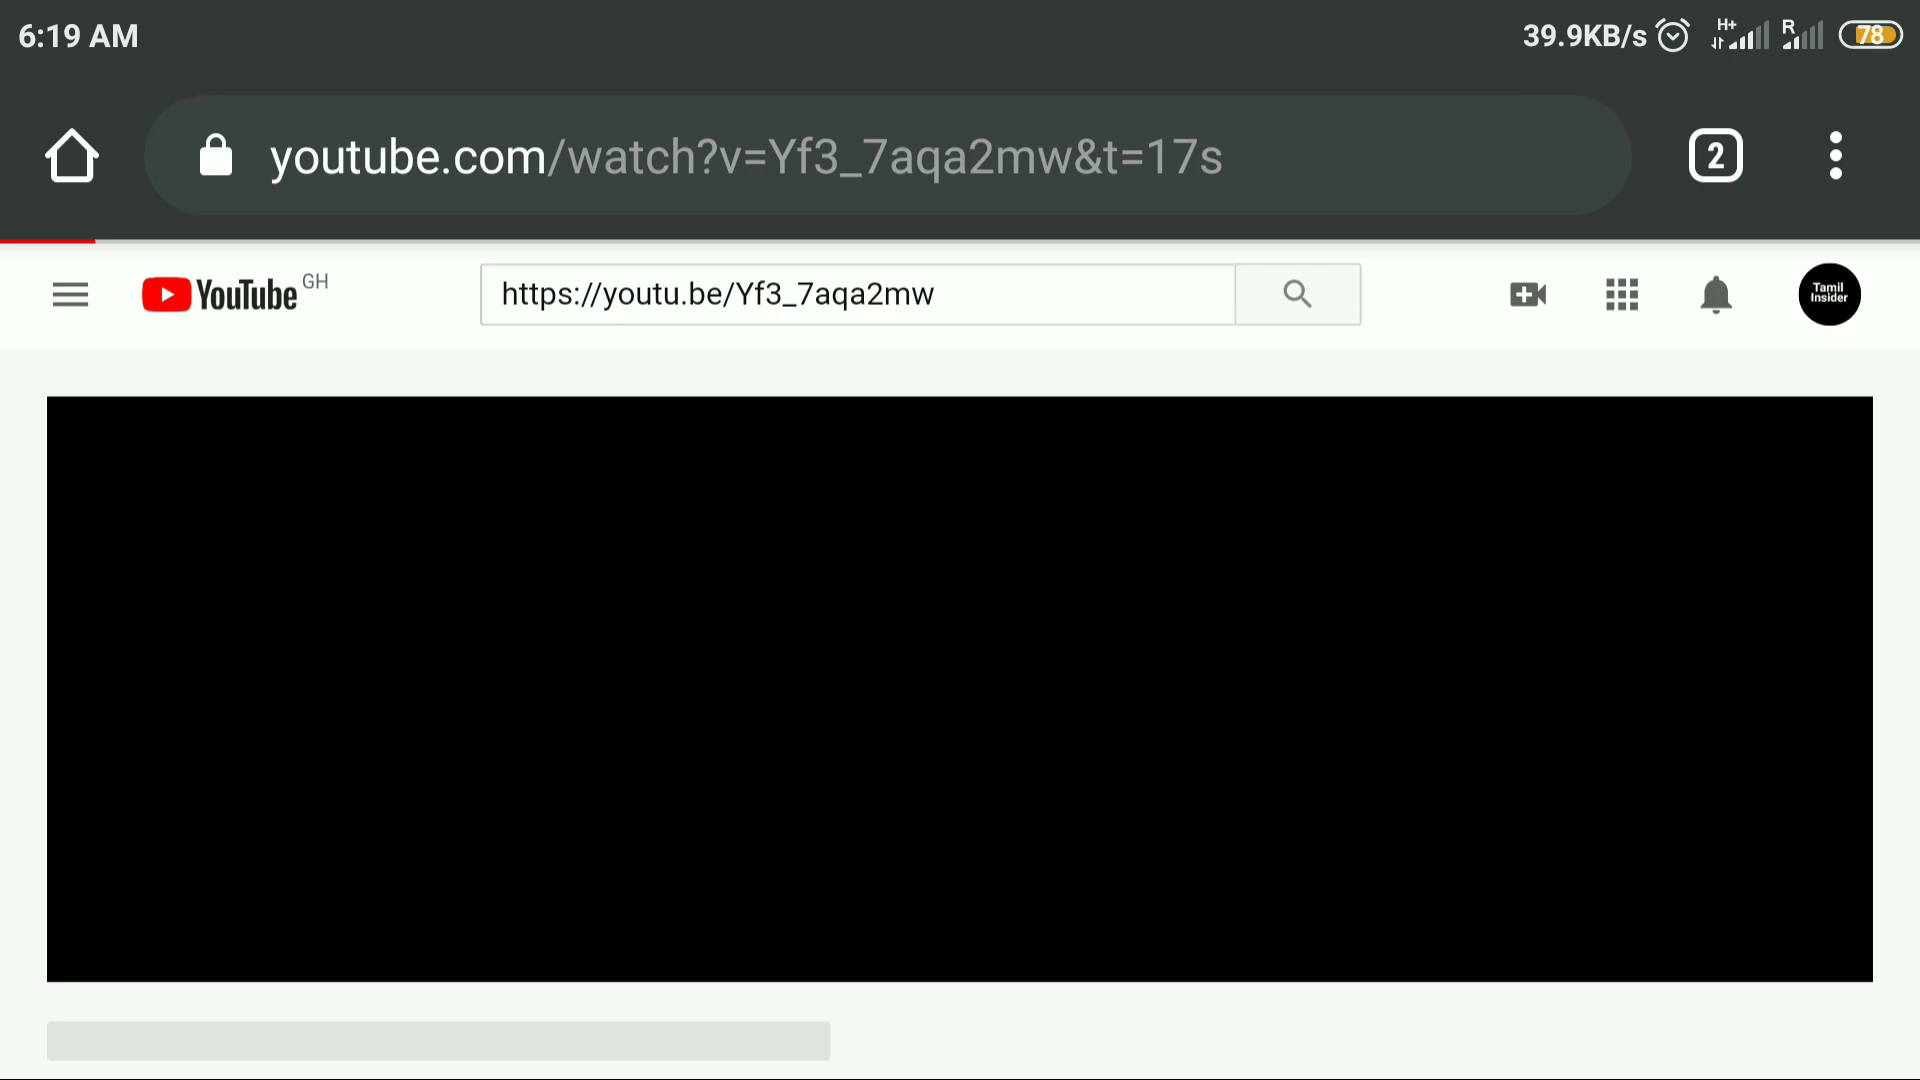 6:19 AM
39.9KB/s H+ R 78
youtube.com/watch?v=Yf3_7aqa2mw&t=17s
2
YouTube GH
https://youtu.be/Yf3_7aqa2mw
Tamil
Insider